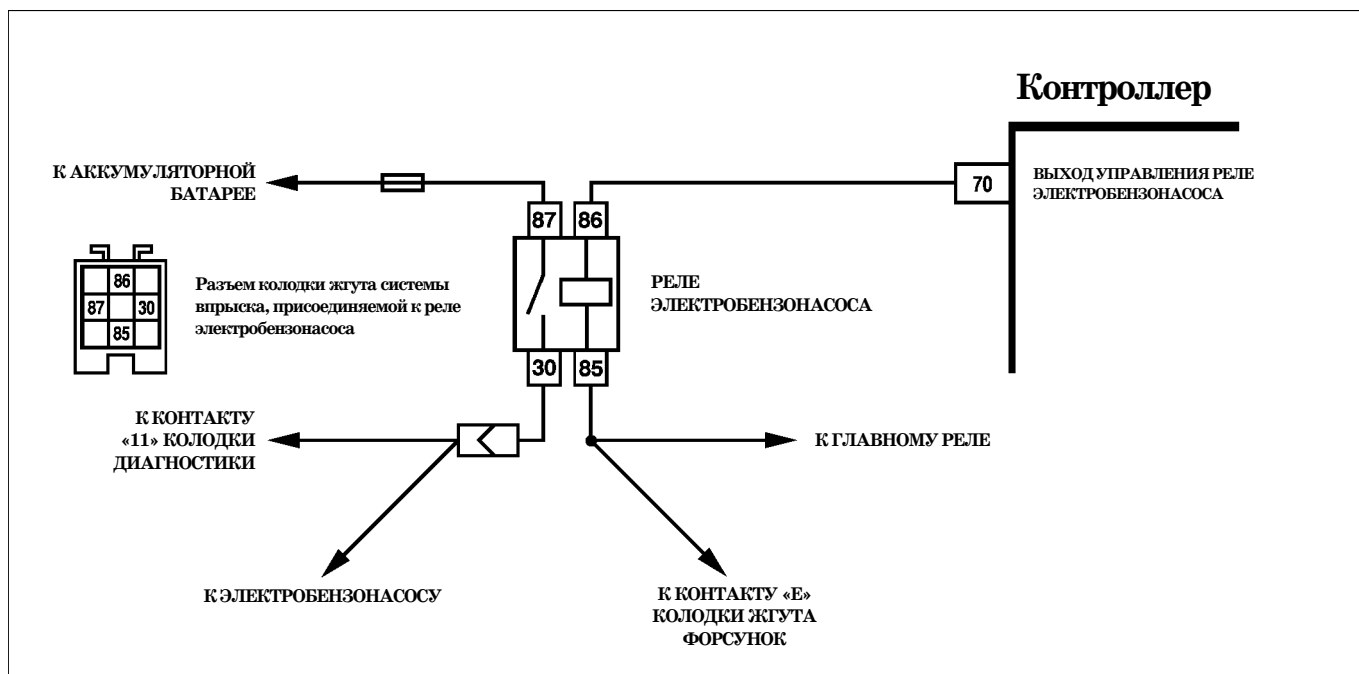 Контроллер
К АККУМУЛЯТОРНОЙ
БАТАРЕЕ
70
ВЫХОД УПРАВЛЕНИЯ РЕЛЕ
ЭЛЕКТРОБЕНЗОНАСОСА
87
86
86
87
30
85
Разъем колодки жгута системы
впрыска, присоединяемой к реле
электробензонасоса
РЕЛЕ
ЭЛЕКТРОБЕНЗОНАСОСА
30
85
К КОНТАКТУ
«11» КОЛОДКИ
ДИАГНОСТИКИ
К ГЛАВНОМУ РЕЛЕ
К ЭЛЕКТРОБЕНЗОНАСОСУ
К КОНТАКТУ «Е»
КОЛОДКИ ЖГУТА
ФОРСУНОК